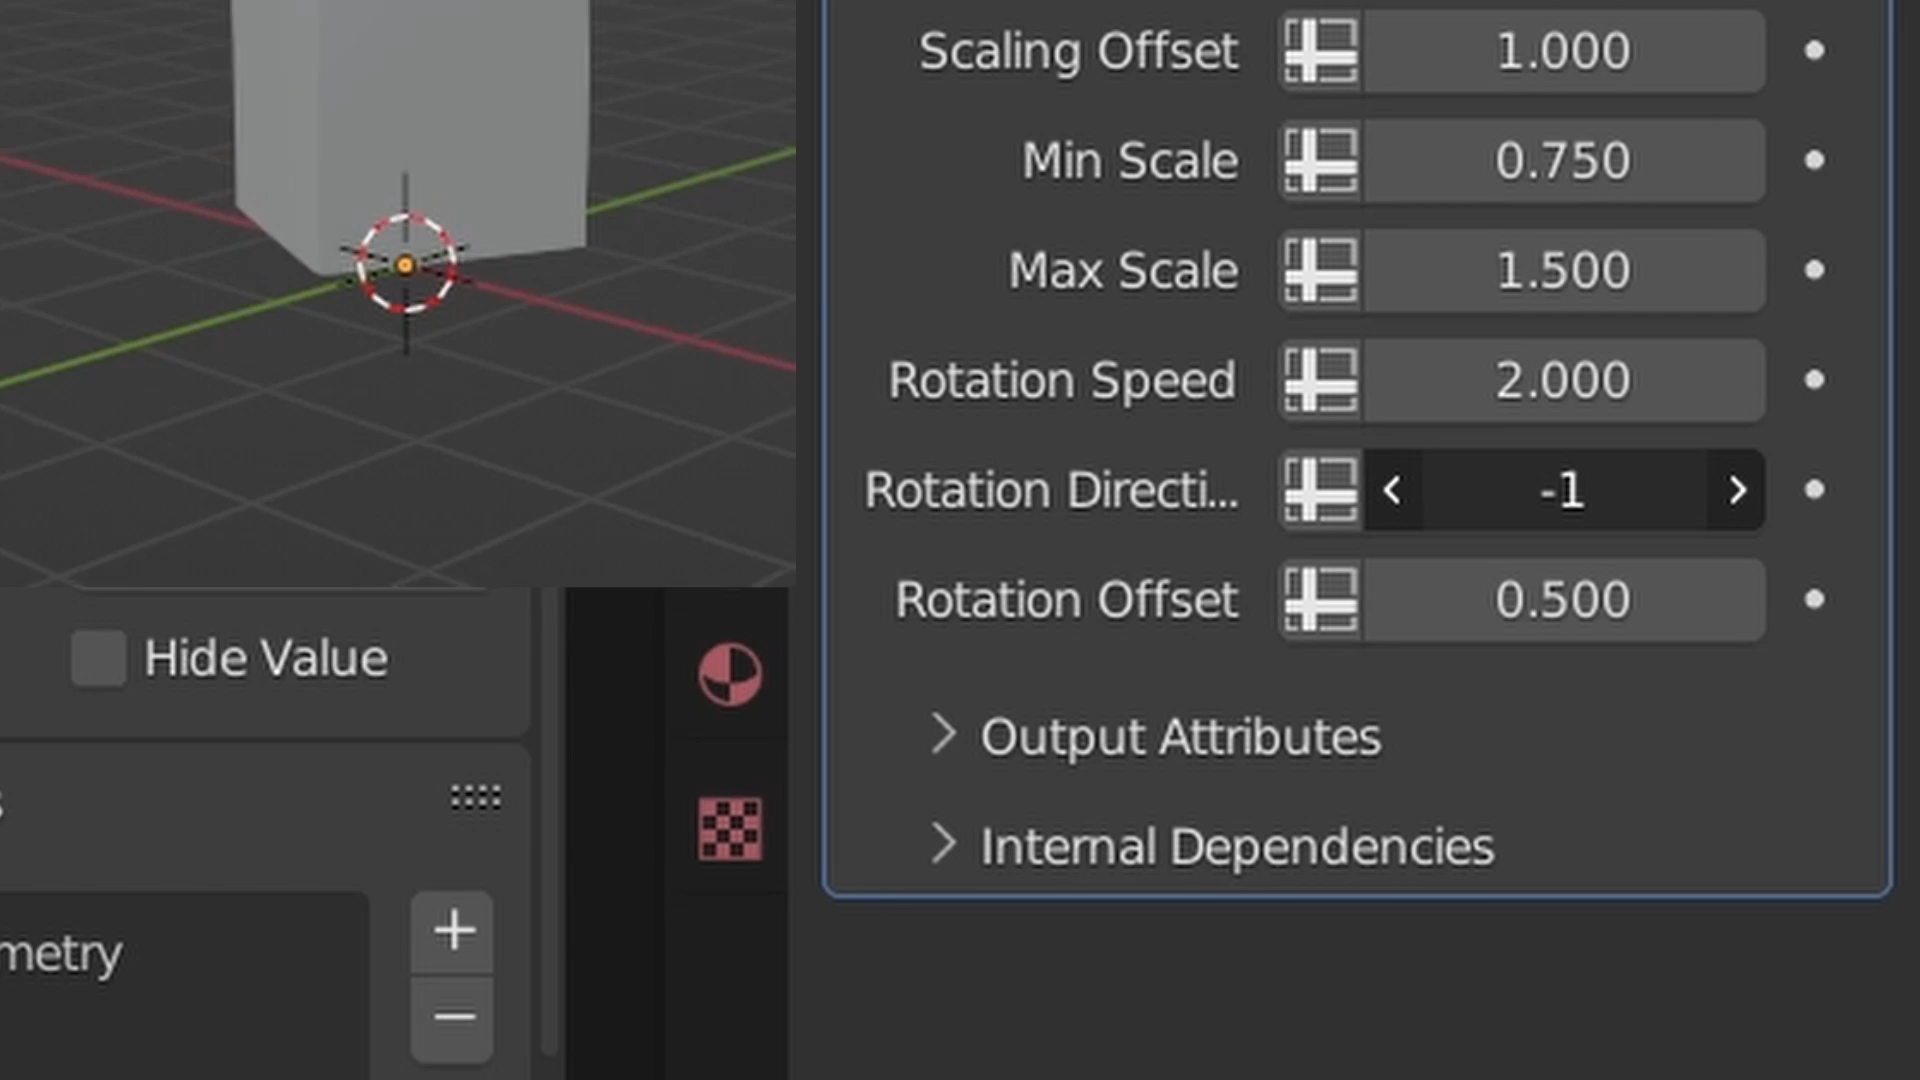 Scaling Offset 1.000
Min Scale 0.750
Max Scale 1.500
Rotation Speed 2.000
Rotation Directi... -1
Rotation Offset 0.500
Output Attributes
Internal Dependencies
Hide Value
s
metry